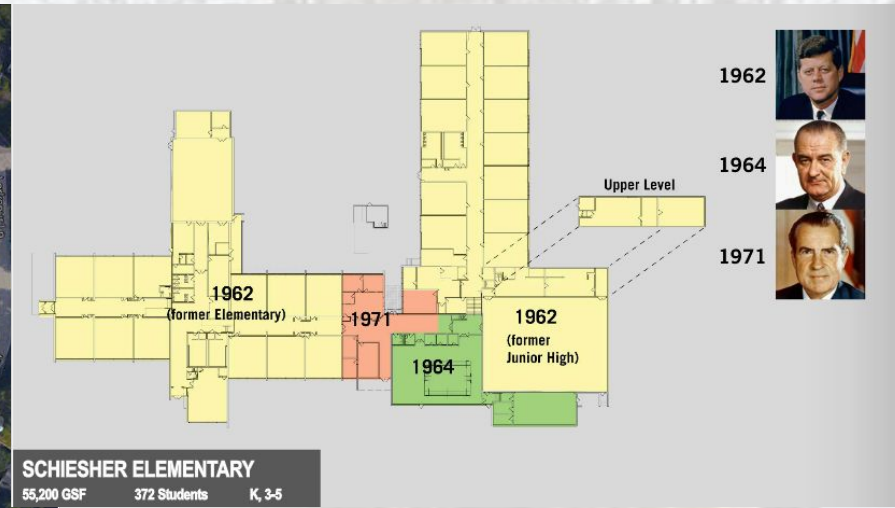 1962
1964
1971
Upper Level
1962
(former Elementary)
1971
1964
1962
(former
Junior High)
SCHIESHER ELEMENTARY
55,200 GSF 372 Students K, 3-5